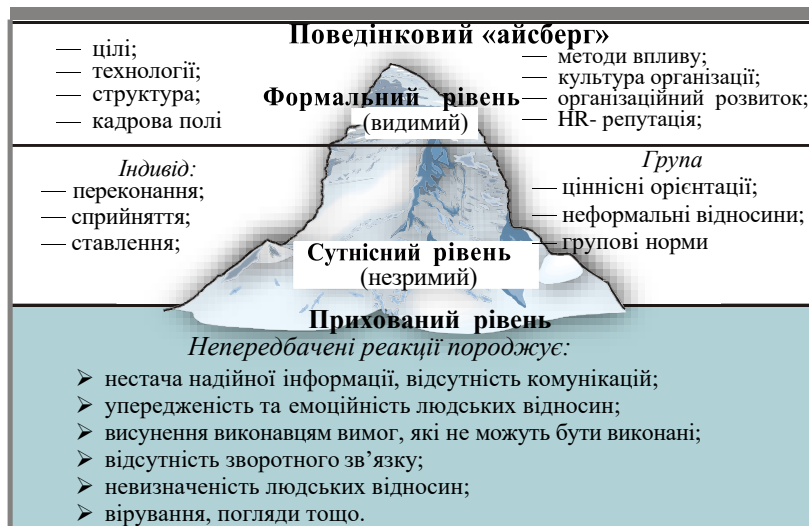 Поведінковий «айсберг»
— цілі;
— технології;
— структура;
— кадрова полі
— методи впливу;
— культура організації;
— організаційний розвиток;
— HR- репутація;
Формальний рівень
(видимий)
Індивід:
— переконання;
— сприйняття;
— ставлення;
Група
— ціннісні орієнтації;
— неформальні відносини;
— групові норми
Сутнісний рівень
(незримий)
Прихований рівень
Непередбачені реакції породжує:
➢ нестача надійної інформації, відсутність комунікацій;
➢ упередженість та емоційність людських відносин;
➢ висунення виконавцям вимог, які не можуть бути виконані;
➢ відсутність зворотного зв’язку;
➢ невизначеність людських відносин;
➢ вірування, погляди тощо.